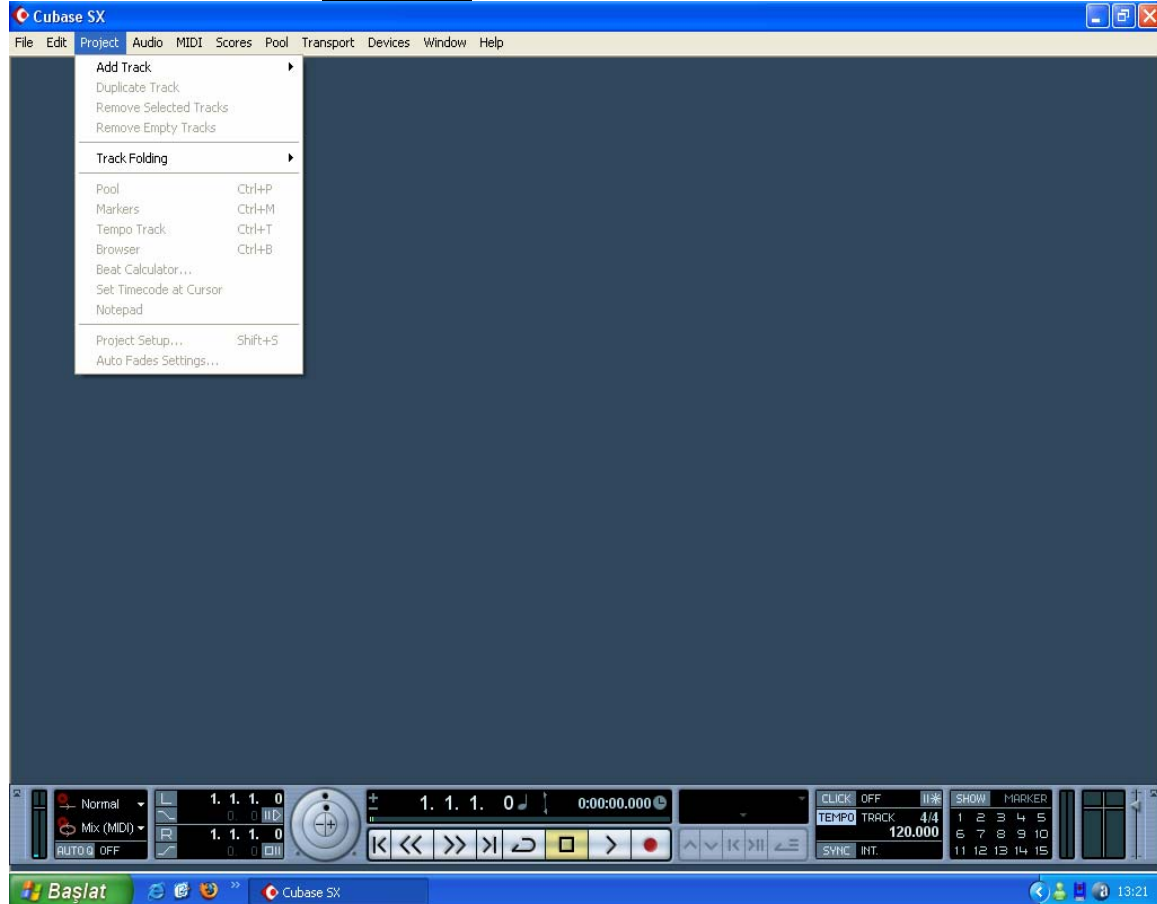 Cubase SX
File Edit Project Audio MIDI Scores Pool Transport Devices Window Help
Add Track
Duplicate Track
Remove Selected Tracks
Remove Empty Tracks
Track Folding
Pool Ctrl+P
Markers Ctrl+M
Tempo Track Ctrl+T
Browser Ctrl+B
Beat Calculator...
Set Timecode at Cursor
Notepad
Project Setup... Shift+S
Auto Fades Settings...
Normal L 1. 1. 1. 0 1. 1. 1. 0 0:00:00.000 CLICK OFF SHOW MARKER
0. 0 TEMPO TRACK 4/4 1 2 3 4 5
Mix (MIDI) R 1. 1. 1. 0 120.000 6 7 8 9 10
AUTO Q OFF 0. 0 SYNC INT. 11 12 13 14 15
Başlat Cubase SX 13:21